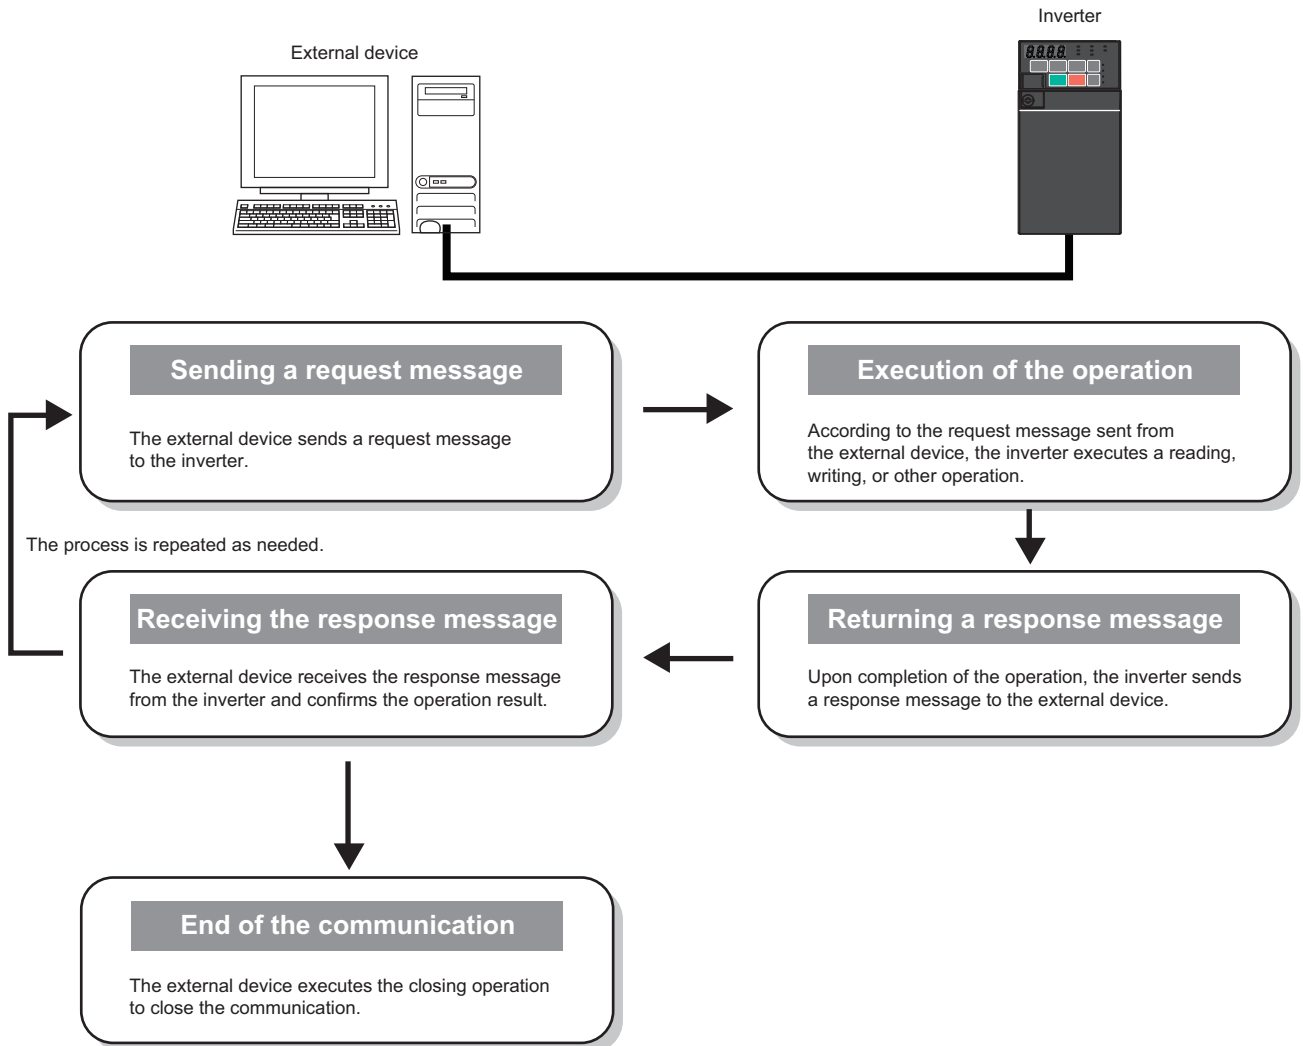 Inverter
External device
8.8.8.8.
Sending a request message
The external device sends a request message
to the inverter.
Execution of the operation
According to the request message sent from
the external device, the inverter executes a reading,
writing, or other operation.
The process is repeated as needed.
Receiving the response message
The external device receives the response message
from the inverter and confirms the operation result.
Returning a response message
Upon completion of the operation, the inverter sends
a response message to the external device.
End of the communication
The external device executes the closing operation
to close the communication.